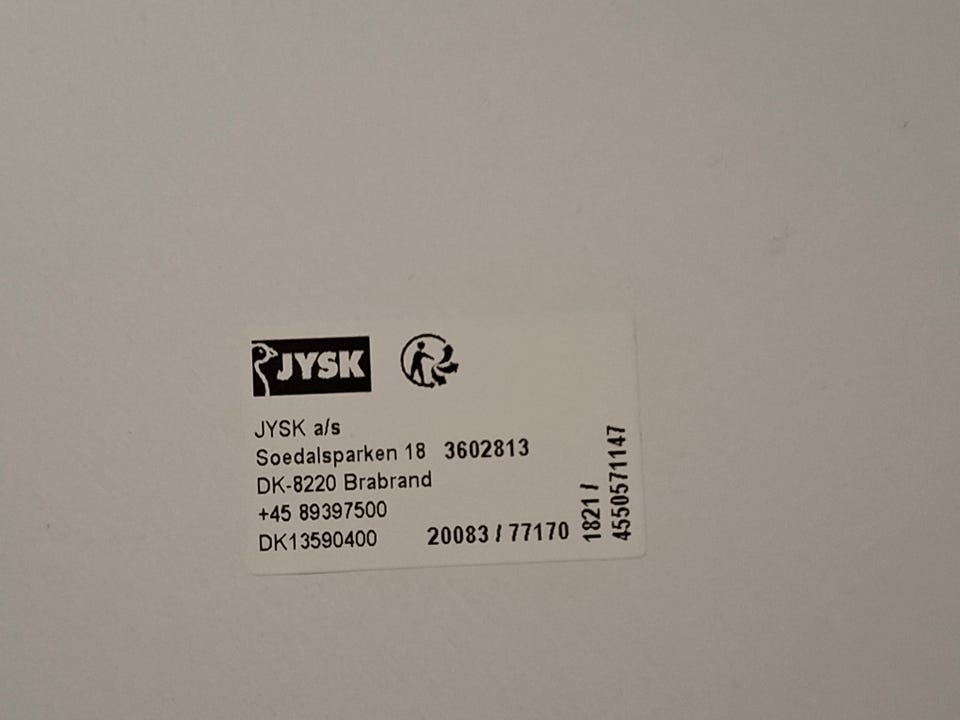 JYSK
JYSK a/s
Soedalsparken 18 3602813
DK-8220 Brabrand
+45 89397500
DK13590400 20083 / 77170
1821 /
4550571147